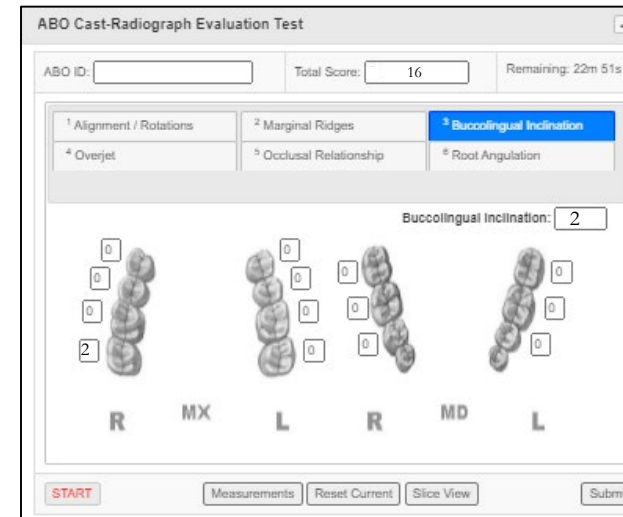 ABO Cast-Radiograph Evaluation Test
ABO ID: Total Score: 16 Remaining: 22m 51s
1 Alignment / Rotations 2 Marginal Ridges 3 Buccolingual Inclination
4 Overjet 5 Occlusal Relationship 6 Root Angulation
Buccolingual Inclination: 2
0 0
0 0 0 0
0 0 0 0
2 0 0 0
R MX L R MD L
START Measurements Reset Current Slice View